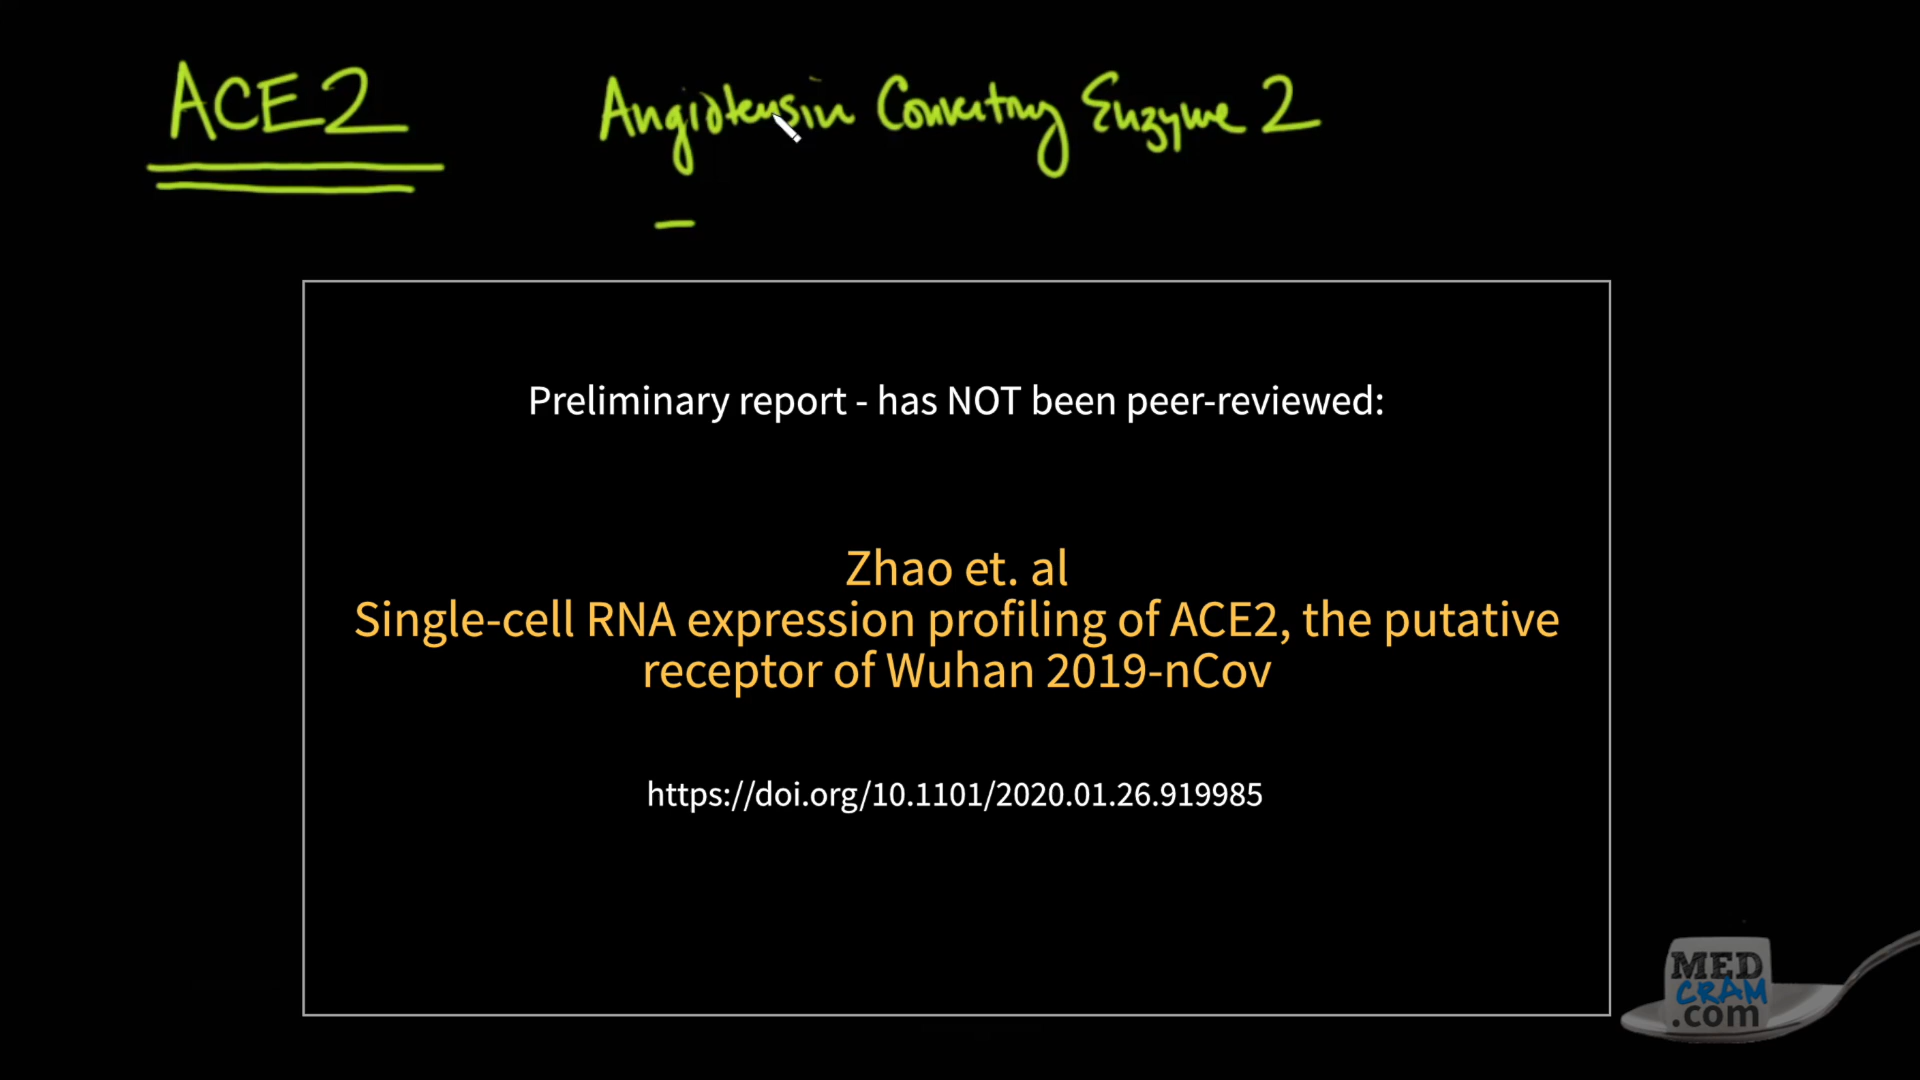 ACE2 Angiotensin Converting Enzyme 2
Preliminary report - has NOT been peer-reviewed:
Zhao et. al
Single-cell RNA expression profiling of ACE2, the putative
receptor of Wuhan 2019-nCov
https://doi.org/10.1101/2020.01.26.919985
MED
CRAM
.com